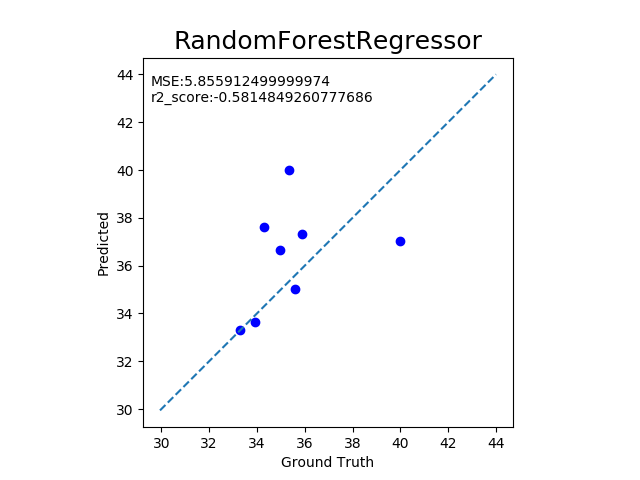 RandomForestRegressor
MSE:5.855912499999974
r2_score:-0.5814849260777686
44
42
40
38
36
34
32
30
Predicted
30 32 34 36 38 40 42 44
Ground Truth